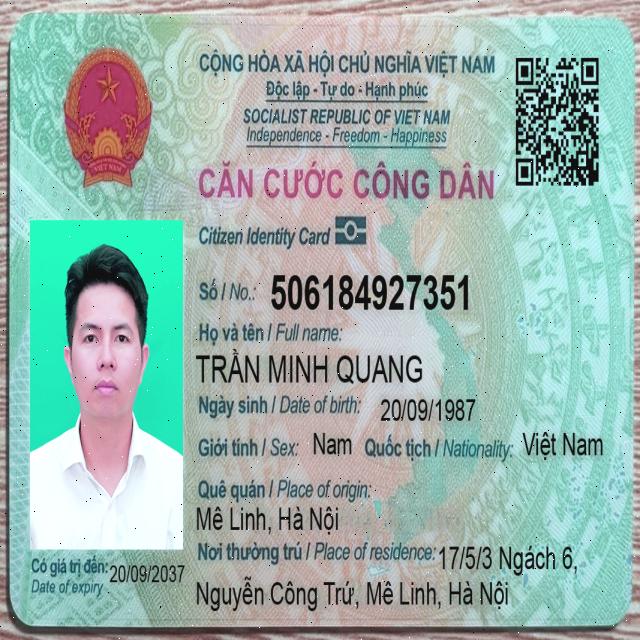 CỘNG HÒA XÃ HỘI CHỦ NGHĨA VIỆT NAM
Độc lập - Tự do - Hạnh phúc
SOCIALIST REPUBLIC OF VIET NAM
Independence - Freedom - Happiness
CĂN CƯỚC CÔNG DÂN
Citizen Identity Card
Số / No.: 506184927351
Họ và tên / Full name:
TRẦN MINH QUANG
Ngày sinh / Date of birth: 20/09/1987
Giới tính / Sex: Nam Quốc tịch / Nationality: Việt Nam
Quê quán / Place of origin:
Mê Linh, Hà Nội
Nơi thường trú / Place of residence: 17/5/3 Ngách 6,
Nguyễn Công Trứ, Mê Linh, Hà Nội
Có giá trị đến: 20/09/2037
Date of expiry
VIỆT NAM